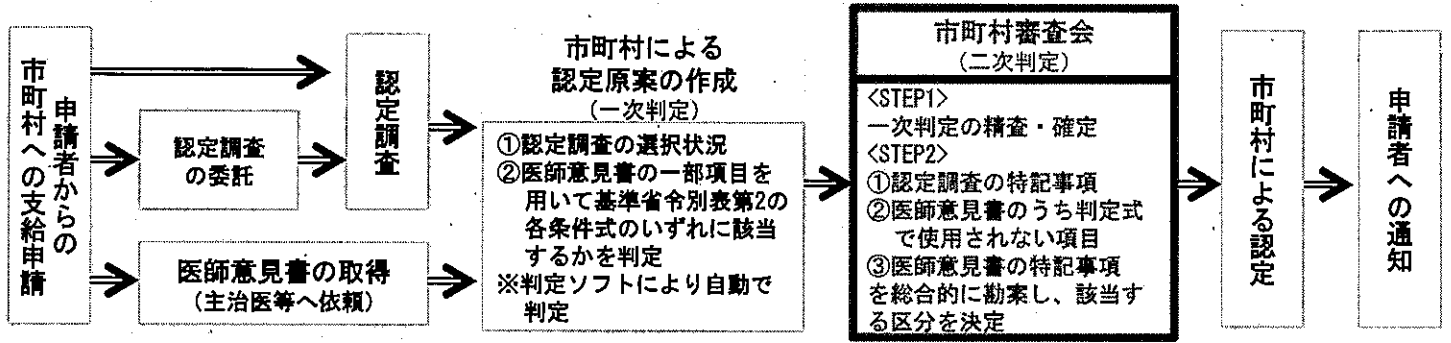 申請者からの
市町村への支給申請
認定調査
の委託
認定調査
医師意見書の取得
(主治医等へ依頼)
市町村による
認定原案の作成
(一次判定)
①認定調査の選択状況
②医師意見書の一部項目を
用いて基準省令別表第2の
各条件式のいずれに該当
するかを判定
※判定ソフトにより自動で
判定
市町村審査会
(二次判定)
<STEP1>
一次判定の精査・確定
<STEP2>
①認定調査の特記事項
②医師意見書のうち判定式
で使用されない項目
③医師意見書の特記事項
を総合的に勘案し、該当す
る区分を決定
市町村による認定
申請者への通知